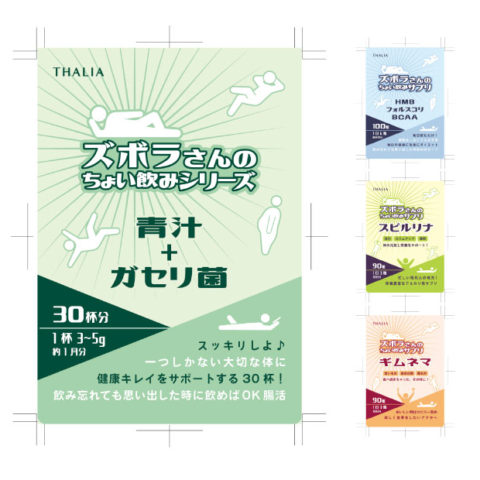 THALIA
ズボラさんの
ちょい飲みシリーズ
青汁
+
ガセリ菌
30杯分
1杯 3~5g
約1月分
スッキリしよ♪
一つしかない大切な体に
健康キレイをサポートする30杯!
飲み忘れても思い出した時に飲めばOK腸活
THALIA
ズボラさんの
ちょい飲みサプリ
HMB
フォルスコリ
BCAA
100粒
THALIA
ズボラさんの
ちょい飲みサプリ
スピルリナ
90粒
THALIA
ズボラさんの
ちょい飲みサプリ
ギムネマ
90粒